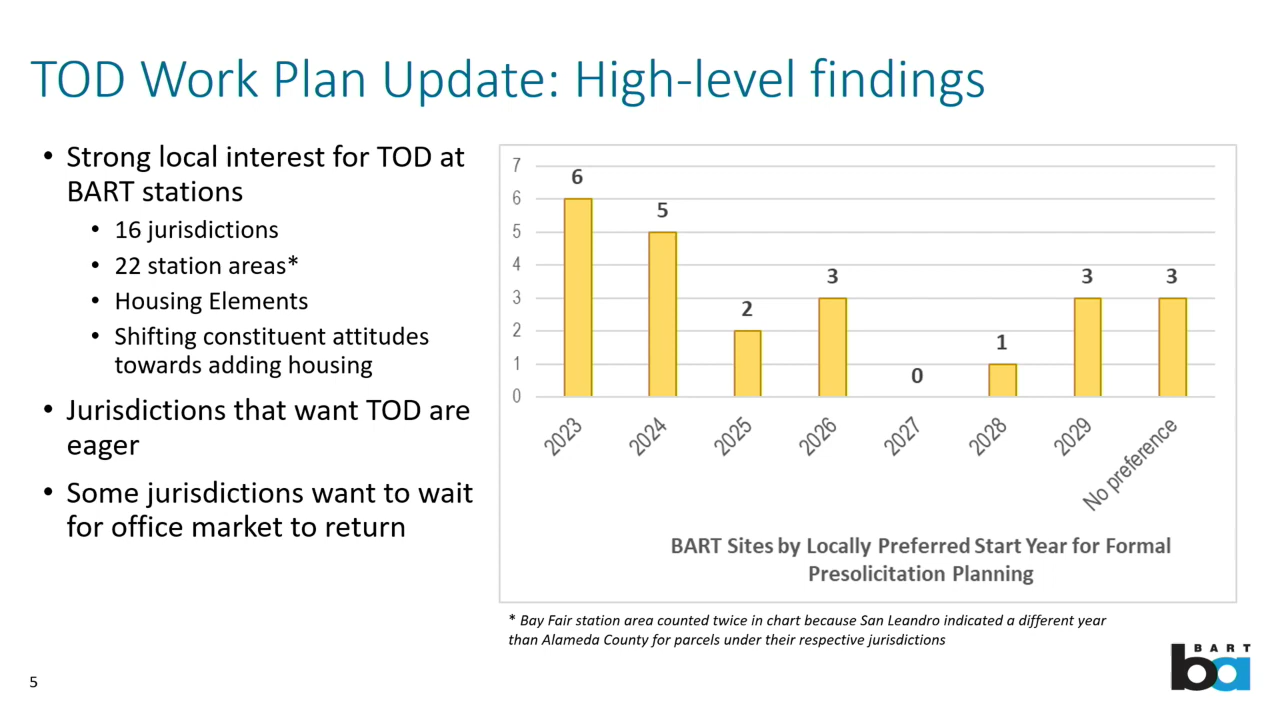 TOD Work Plan Update: High-level findings
• Strong local interest for TOD at
BART stations
• 16 jurisdictions
• 22 station areas*
• Housing Elements
• Shifting constituent attitudes
towards adding housing
• Jurisdictions that want TOD are
eager
• Some jurisdictions want to wait
for office market to return
7
6
5
4
3
2
1
0
6
5
2
3
0
1
3
3
2023
2024
2025
2026
2027
2028
2029
No preference
BART Sites by Locally Preferred Start Year for Formal
Presolicitation Planning
* Bay Fair station area counted twice in chart because San Leandro indicated a different year
than Alameda County for parcels under their respective jurisdictions
5
BART
ba